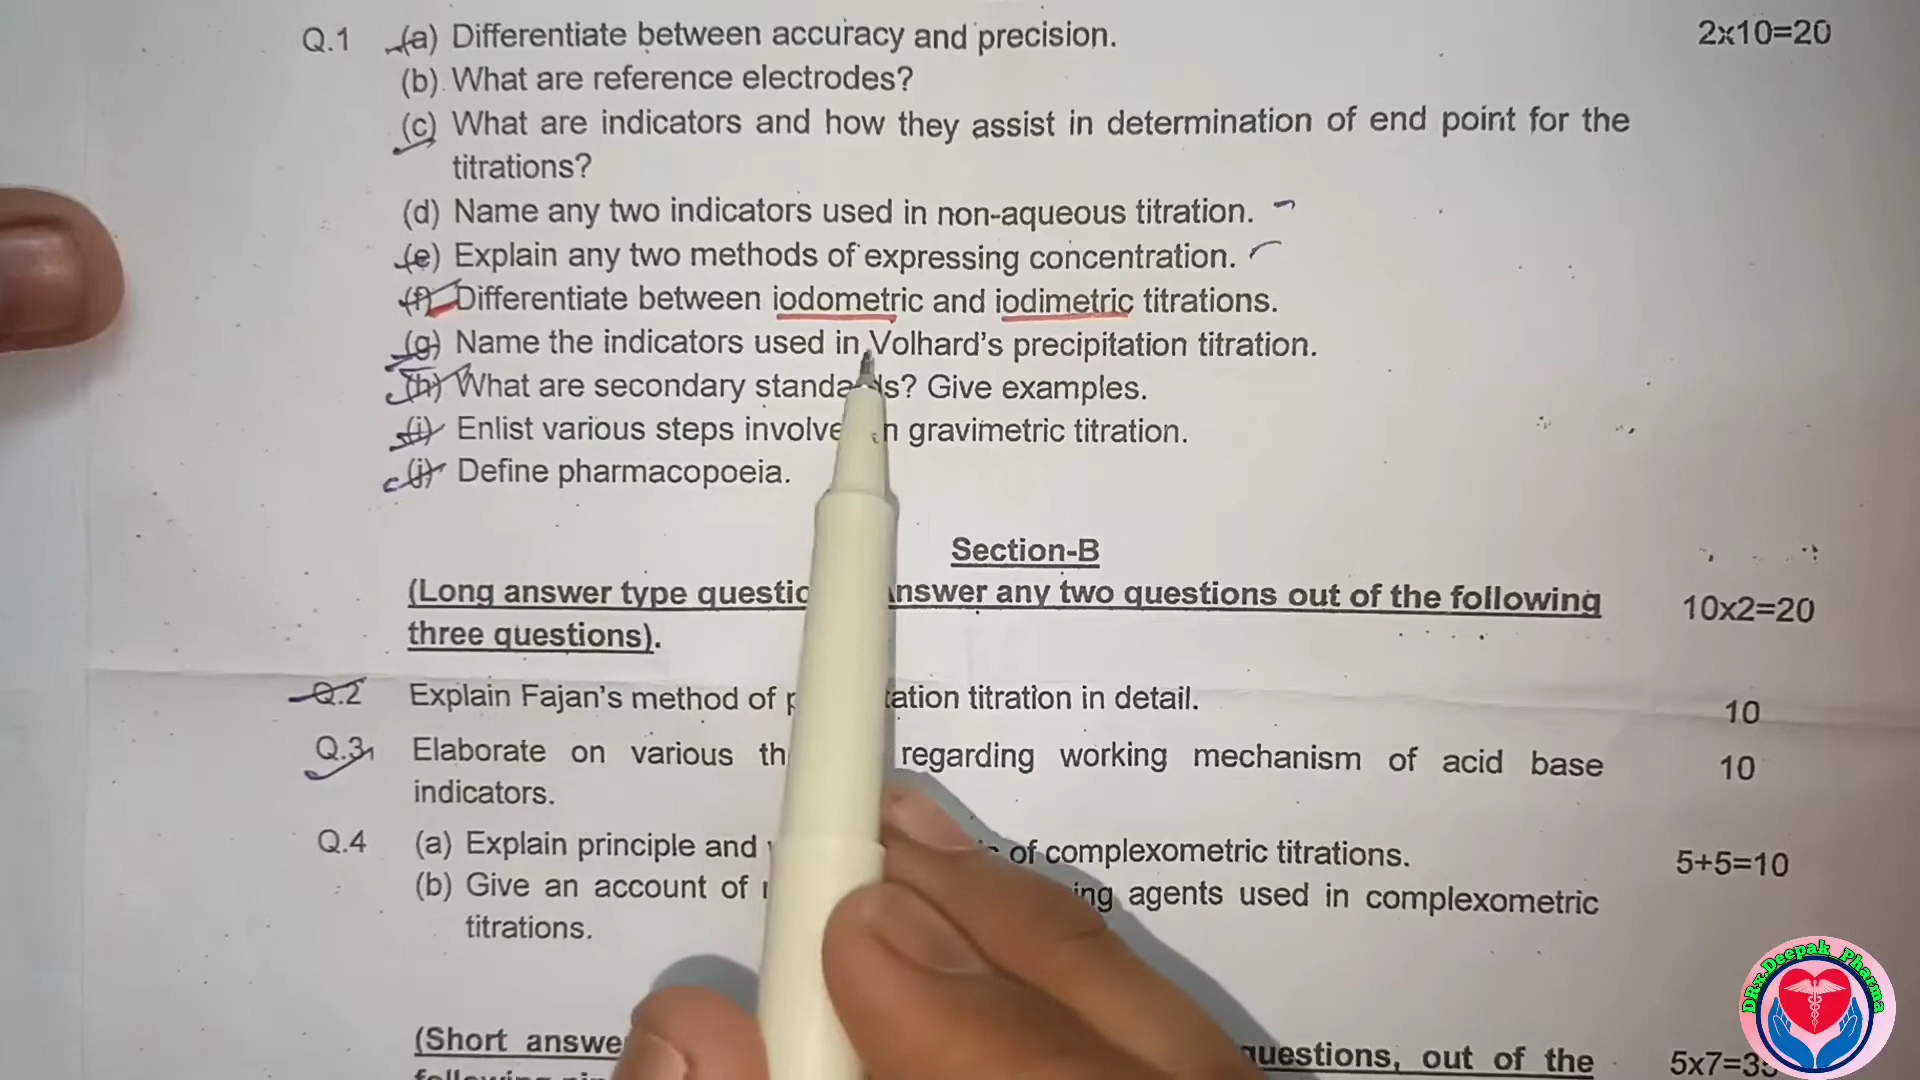 Q.1 (a) Differentiate between accuracy and precision. 2x10=20
(b) What are reference electrodes?
(c) What are indicators and how they assist in determination of end point for the
titrations?
(d) Name any two indicators used in non-aqueous titration.
(e) Explain any two methods of expressing concentration.
(f) Differentiate between iodometric and iodimetric titrations.
(g) Name the indicators used in Volhard's precipitation titration.
(h) What are secondary standards? Give examples.
(i) Enlist various steps involve gravimetric titration.
(j) Define pharmacopoeia.
Section-B
(Long answer type questio nswer any two questions out of the following 10x2=20
three questions).
Q.2 Explain Fajan's method of tation titration in detail. 10
Q.3 Elaborate on various th regarding working mechanism of acid base 10
indicators.
Q.4 (a) Explain principle and of complexometric titrations. 5+5=10
(b) Give an account of ing agents used in complexometric
titrations.
(Short answe questions, out of the 5x7=35
DRx.Deepak_Pharma